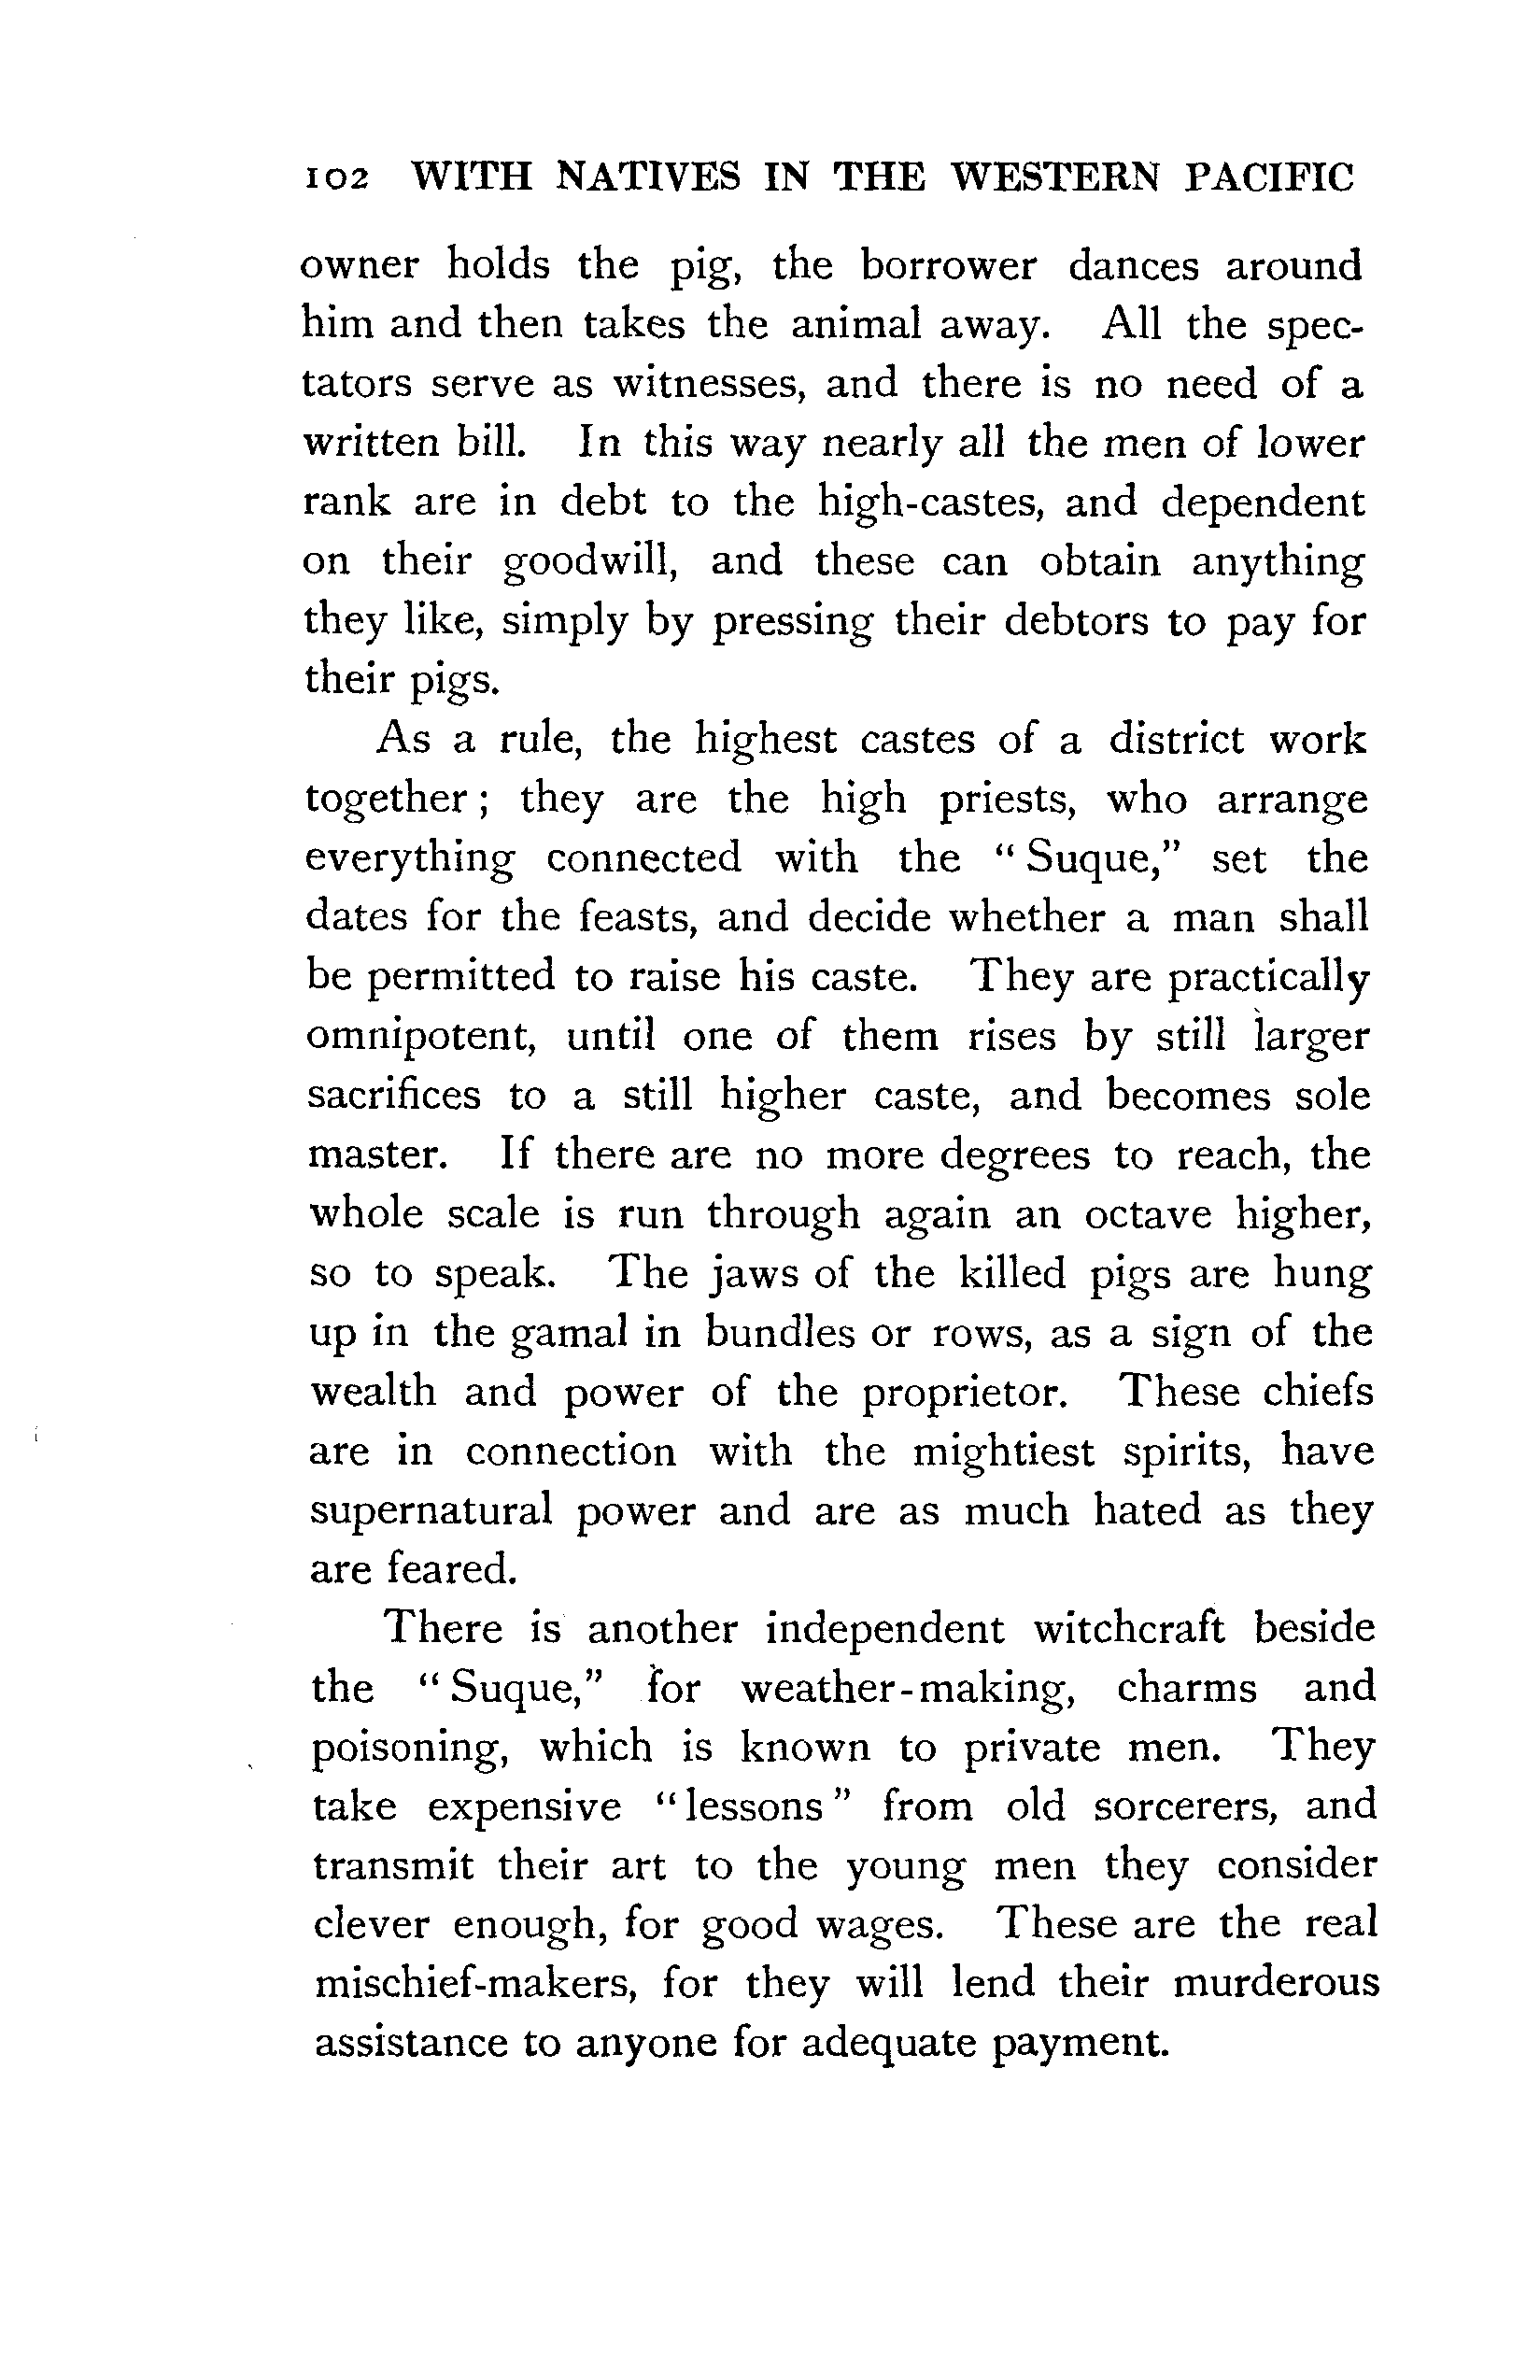 102 WITH NATIVES IN THE WESTERN PACIFIC
owner holds the pig, the borrower dances around
him and then takes the animal away. All the spec-
tators serve as witnesses, and there is no need of a
written bill. In this way nearly all the men of lower
rank are in debt to the high-castes, and dependent
on their goodwill, and these can obtain anything
they like, simply by pressing their debtors to pay for
their pigs.
As a rule, the highest castes of a district work
together; they are the high priests, who arrange
everything connected with the “Suque,” set the
dates for the feasts, and decide whether a man shall
be permitted to raise his caste. They are practically
omnipotent, until one of them rises by still larger
sacrifices to a still higher caste, and becomes sole
master. If there are no more degrees to reach, the
whole scale is run through again an octave higher,
so to speak. The jaws of the killed pigs are hung
up in the gamal in bundles or rows, as a sign of the
wealth and power of the proprietor. These chiefs
are in connection with the mightiest spirits, have
supernatural power and are as much hated as they
are feared.
There is another independent witchcraft beside
the “Suque,” for weather-making, charms and
poisoning, which is known to private men. They
take expensive “lessons” from old sorcerers, and
transmit their art to the young men they consider
clever enough, for good wages. These are the real
mischief-makers, for they will lend their murderous
assistance to anyone for adequate payment.